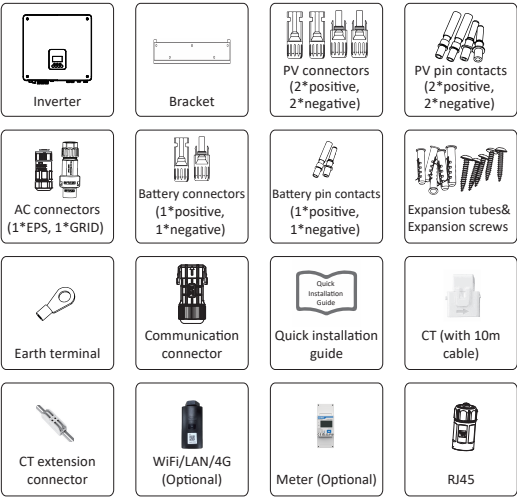 Inverter
Bracket
PV connectors
(2*positive,
2*negative)
PV pin contacts
(2*positive,
2*negative)
AC connectors
(1*EPS, 1*GRID)
Battery connectors
(1*positive,
1*negative)
Battery pin contacts
(1*positive,
1*negative)
Expansion tubes&
Expansion screws
Earth terminal
Communication
connector
Quick
Installation
Guide
Quick installation
guide
CT (with 10m
cable)
CT extension
connector
WiFi/LAN/4G
(Optional)
Meter (Optional)
RJ45